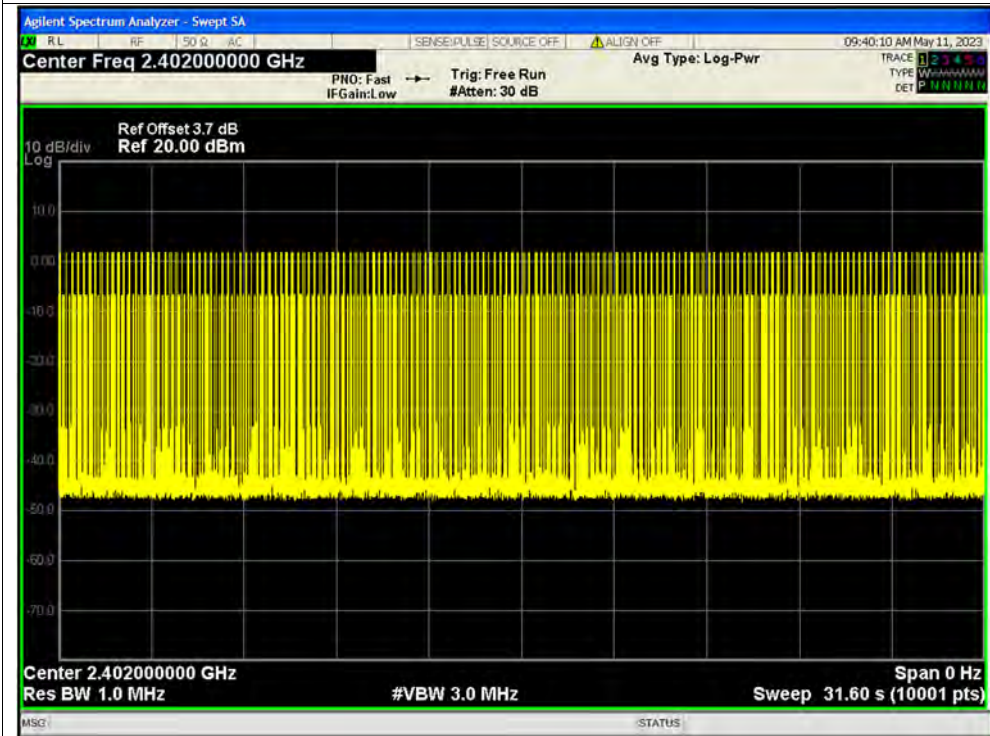 Agilent Spectrum Analyzer - Swept SA
RL RF 50 Ω AC SENSE:PULSE SOURCE OFF ALIGN OFF 09:40:10 AM May 11, 2023
Center Freq 2.402000000 GHz Avg Type: Log-Pwr TRACE 1 2 3 4 5 6
PNO: Fast Trig: Free Run TYPE W
IFGain:Low #Atten: 30 dB DET P N N N N N
Ref Offset 3.7 dB
10 dB/div Ref 20.00 dBm
Log
10.0
0.00
-10.0
-20.0
-30.0
-40.0
-50.0
-60.0
-70.0
Center 2.402000000 GHz Span 0 Hz
Res BW 1.0 MHz #VBW 3.0 MHz Sweep 31.60 s (10001 pts)
MSG STATUS